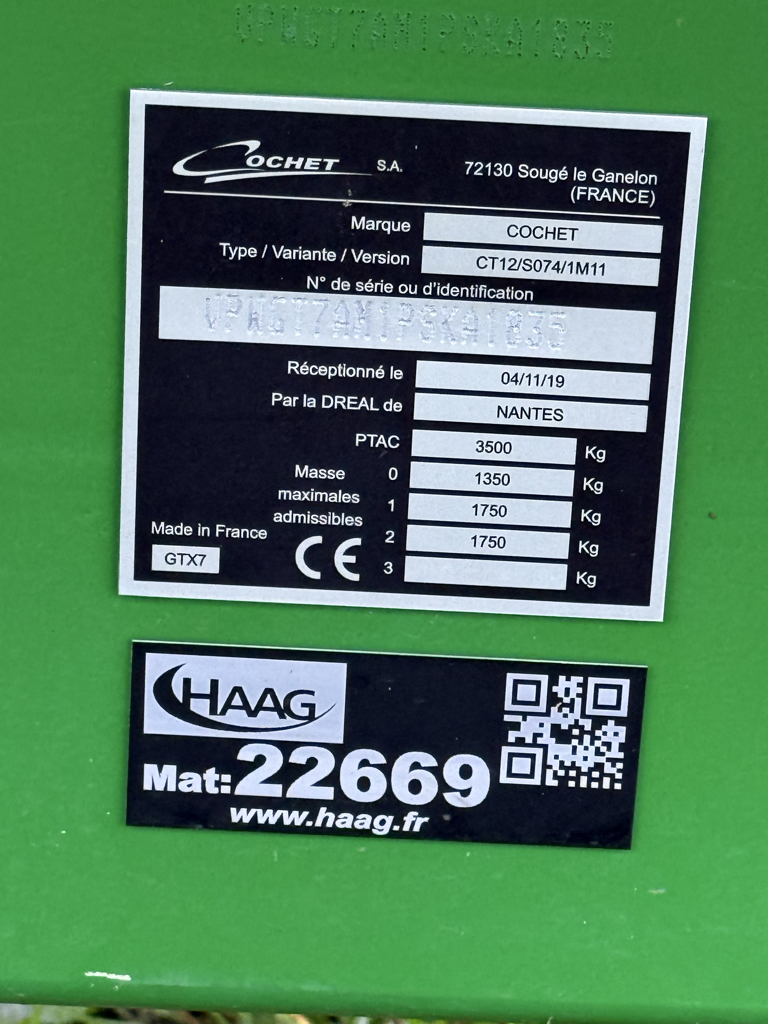 VPWGT7AM1PSKA1835
COCHET S.A. 72130 Sougé le Ganelon
(FRANCE)
Marque COCHET
Type / Variante / Version CT12/S074/1M11
N° de série ou d'identification
VPWGT7AM1PSKA1835
Réceptionné le 04/11/19
Par la DREAL de NANTES
PTAC 3500 Kg
Masse maximales admissibles
0 1350 Kg
1 1750 Kg
2 1750 Kg
3 Kg
Made in France
GTX7
CE
HAAG
Mat:22669
www.haag.fr